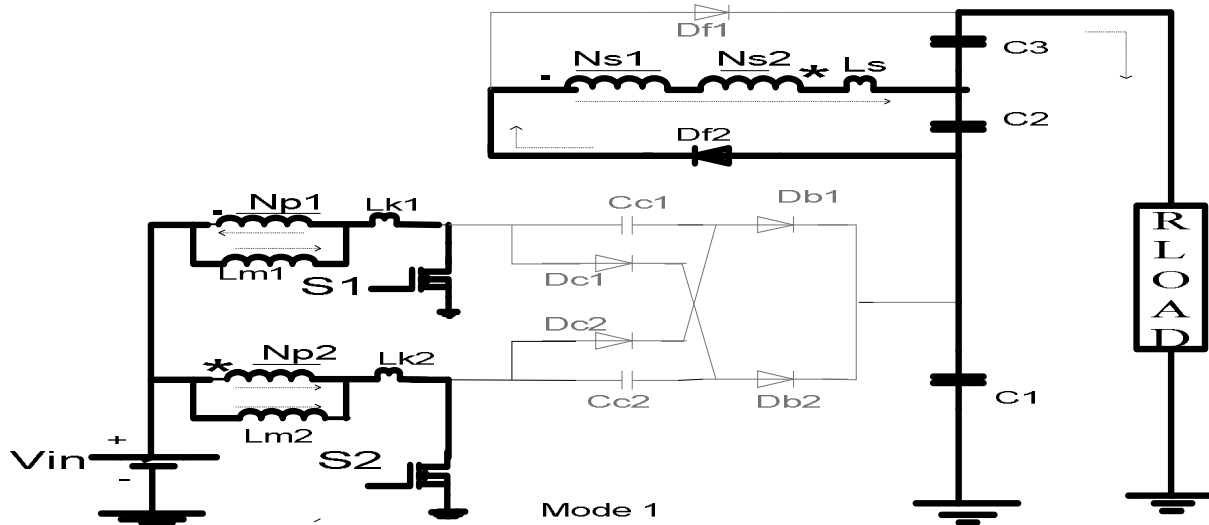 Df1
C3
Ns1 Ns2 * Ls
C2
Df2
Np1 Lk1 Cc1 Db1
Lm1
S1
Dc1
RLOAD
Dc2
* Np2 Lk2
Cc2 Db2 C1
Lm2
+
Vin
-
S2
Mode 1